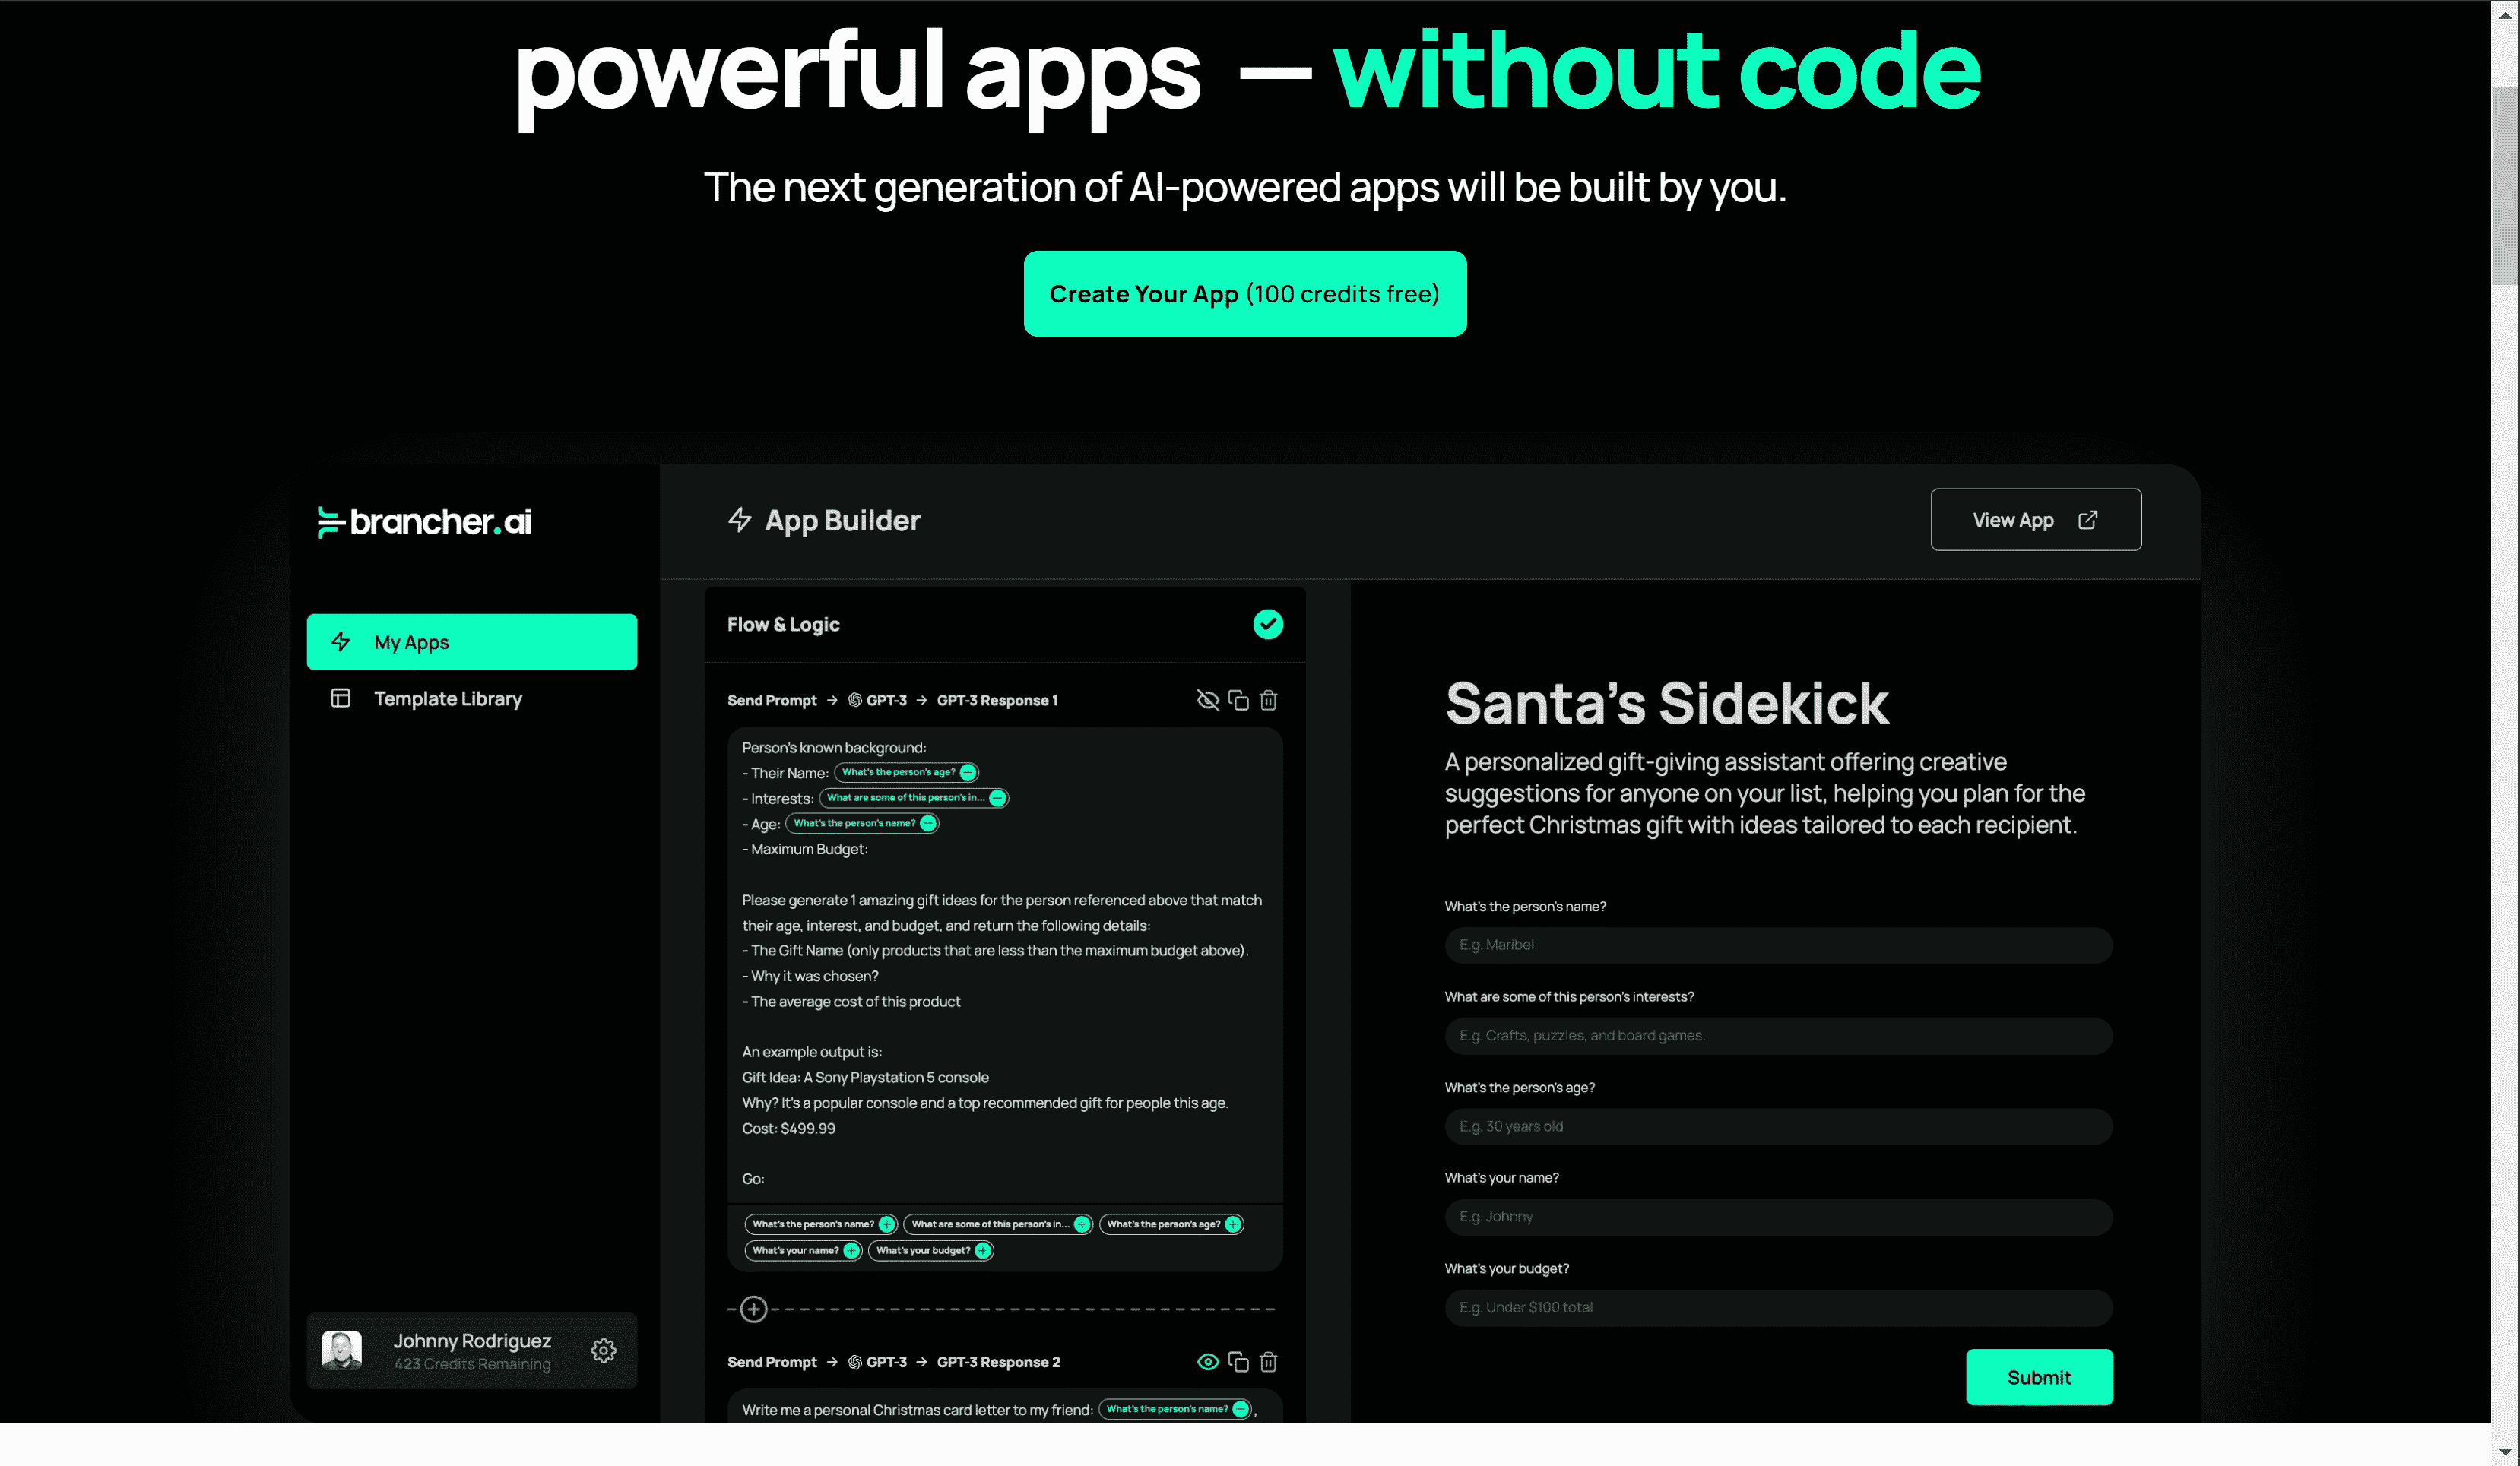 powerful apps — without code
The next generation of AI-powered apps will be built by you.
Create Your App (100 credits free)
brancher.ai
My Apps
Template Library
Johnny Rodriguez
423 Credits Remaining
App Builder
View App
Flow & Logic
Send Prompt → GPT-3 → GPT-3 Response 1
Person's known background:
- Their Name: What's the person's age?
- Interests: What are some of this person's in...
- Age: What's the person's name?
- Maximum Budget:
Please generate 1 amazing gift ideas for the person referenced above that match
their age, interest, and budget, and return the following details:
- The Gift Name (only products that are less than the maximum budget above).
- Why it was chosen?
- The average cost of this product
An example output is:
Gift Idea: A Sony Playstation 5 console
Why? It's a popular console and a top recommended gift for people this age.
Cost: $499.99
Go:
What's the person's name? What are some of this person's in... What's the person's age?
What's your name? What's your budget?
Send Prompt → GPT-3 → GPT-3 Response 2
Write me a personal Christmas card letter to my friend: What's the person's name? ,
Santa's Sidekick
A personalized gift-giving assistant offering creative
suggestions for anyone on your list, helping you plan for the
perfect Christmas gift with ideas tailored to each recipient.
What's the person's name?
E.g. Maribel
What are some of this person's interests?
E.g. Crafts, puzzles, and board games.
What's the person's age?
E.g. 30 years old
What's your name?
E.g. Johnny
What's your budget?
E.g. Under $100 total
Submit